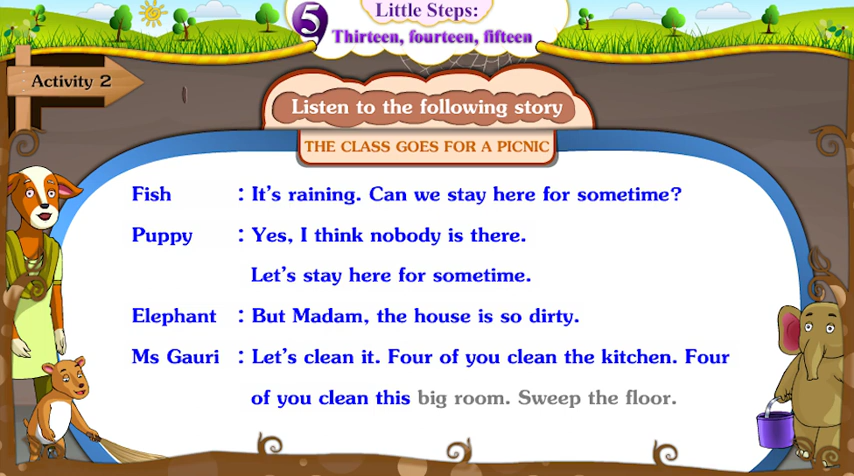 5
Little Steps:
Thirteen, fourteen, fifteen
Activity 2
Listen to the following story
THE CLASS GOES FOR A PICNIC
Fish : It's raining. Can we stay here for sometime?
Puppy : Yes, I think nobody is there.
Let's stay here for sometime.
Elephant : But Madam, the house is so dirty.
Ms Gauri : Let's clean it. Four of you clean the kitchen. Four
of you clean this big room. Sweep the floor.